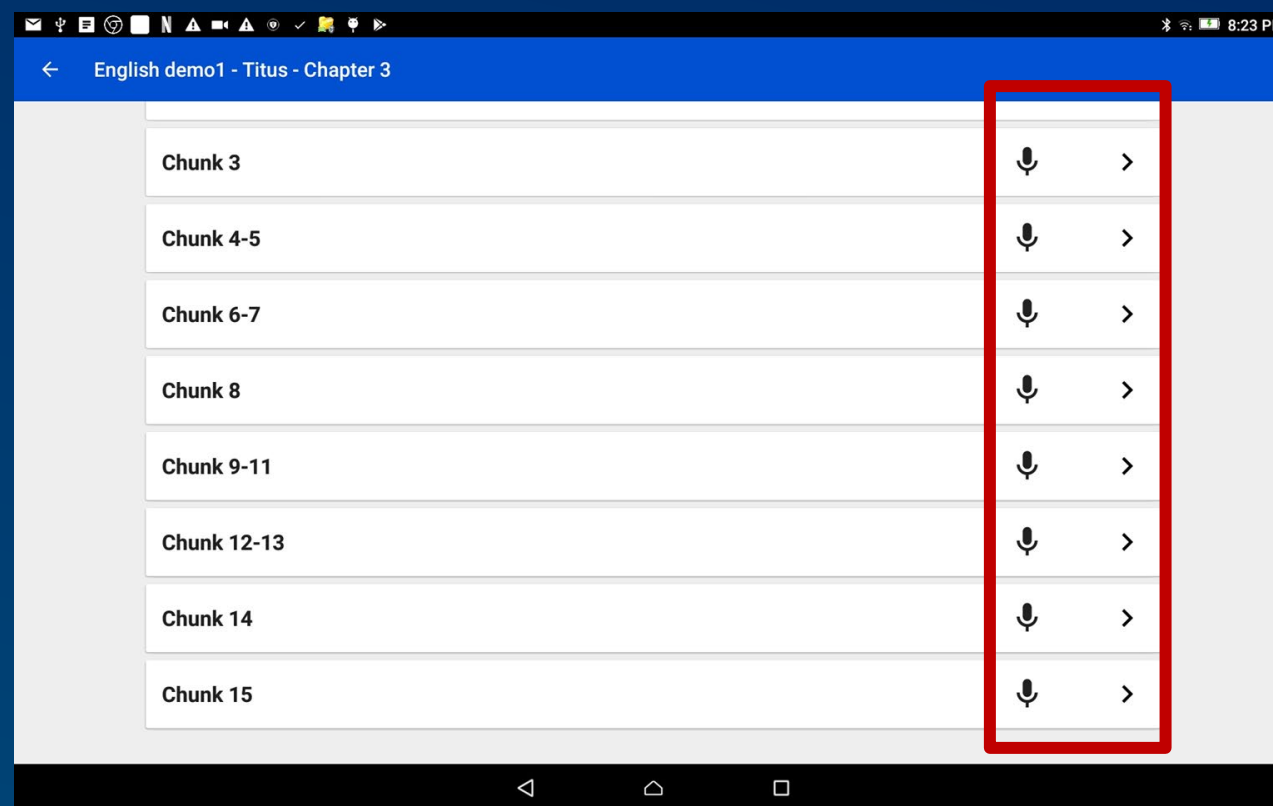 8:23 P
English demo1 - Titus - Chapter 3
Chunk 3
Chunk 4-5
Chunk 6-7
Chunk 8
Chunk 9-11
Chunk 12-13
Chunk 14
Chunk 15